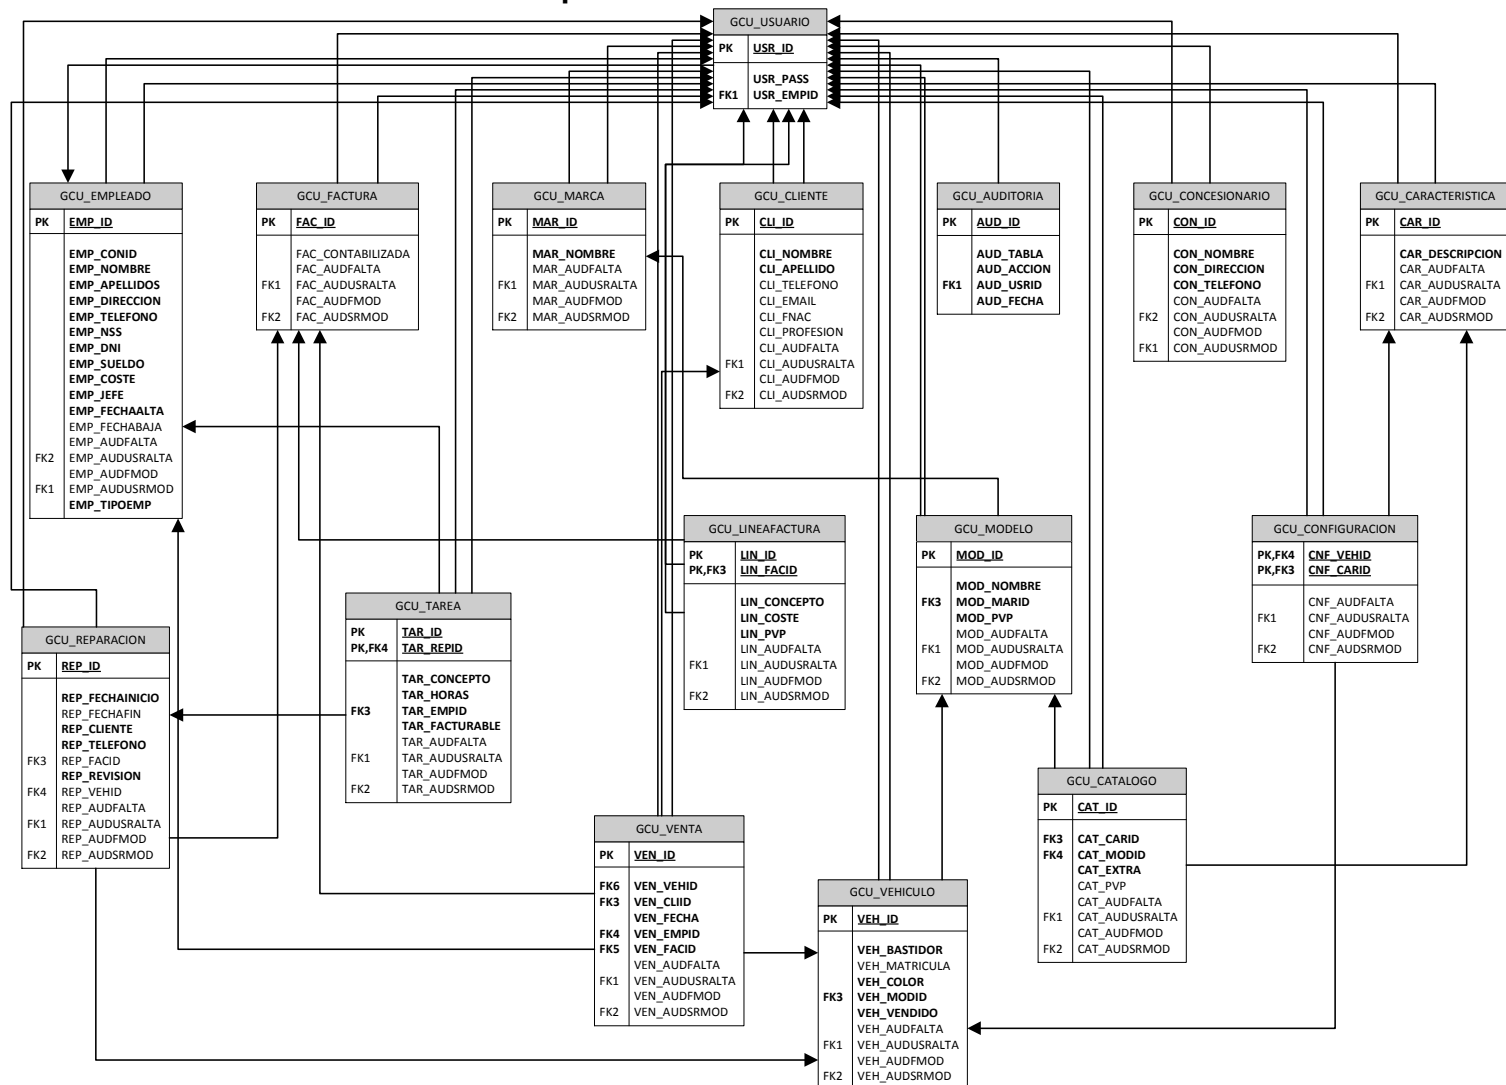 GCU_USUARIO
PK USR_ID
USR_PASS
FK1 USR_EMPID
GCU_EMPLEADO
PK EMP_ID
EMP_CONID
EMP_NOMBRE
EMP_APELLIDOS
EMP_DIRECCION
EMP_TELEFONO
EMP_NSS
EMP_DNI
EMP_SUELDO
EMP_COSTE
EMP_JEFE
EMP_FECHAALTA
EMP_FECHABAJA
EMP_AUDFALTA
FK2 EMP_AUDUSRALTA
EMP_AUDFMOD
FK1 EMP_AUDUSRMOD
EMP_TIPOEMP
GCU_FACTURA
PK FAC_ID
FAC_CONTABILIZADA
FAC_AUDFALTA
FK1 FAC_AUDUSRALTA
FAC_AUDFMOD
FK2 FAC_AUDSRMOD
GCU_MARCA
PK MAR_ID
MAR_NOMBRE
MAR_AUDFALTA
FK1 MAR_AUDUSRALTA
MAR_AUDFMOD
FK2 MAR_AUDSRMOD
GCU_CLIENTE
PK CLI_ID
CLI_NOMBRE
CLI_APELLIDO
CLI_TELEFONO
CLI_EMAIL
CLI_FNAC
CLI_PROFESION
CLI_AUDFALTA
FK1 CLI_AUDUSRALTA
CLI_AUDFMOD
FK2 CLI_AUDSRMOD
GCU_AUDITORIA
PK AUD_ID
AUD_TABLA
AUD_ACCION
FK1 AUD_USRID
AUD_FECHA
GCU_CONCESIONARIO
PK CON_ID
CON_NOMBRE
CON_DIRECCION
CON_TELEFONO
CON_AUDFALTA
FK2 CON_AUDUSRALTA
CON_AUDFMOD
FK1 CON_AUDUSRMOD
GCU_CARACTERISTICA
PK CAR_ID
CAR_DESCRIPCION
CAR_AUDFALTA
FK1 CAR_AUDUSRALTA
CAR_AUDFMOD
FK2 CAR_AUDSRMOD
GCU_LINEAFACTURA
PK LIN_ID
PK,FK3 LIN_FACID
LIN_CONCEPTO
LIN_COSTE
LIN_PVP
LIN_AUDFALTA
FK1 LIN_AUDUSRALTA
LIN_AUDFMOD
FK2 LIN_AUDSRMOD
GCU_MODELO
PK MOD_ID
MOD_NOMBRE
FK3 MOD_MARID
MOD_PVP
MOD_AUDFALTA
FK1 MOD_AUDUSRALTA
MOD_AUDFMOD
FK2 MOD_AUDSRMOD
GCU_CONFIGURACION
PK,FK4 CNF_VEHID
PK,FK3 CNF_CARID
CNF_AUDFALTA
FK1 CNF_AUDUSRALTA
CNF_AUDFMOD
FK2 CNF_AUDSRMOD
GCU_TAREA
PK TAR_ID
PK,FK4 TAR_REPID
TAR_CONCEPTO
TAR_HORAS
FK3 TAR_EMPID
TAR_FACTURABLE
TAR_AUDFALTA
FK1 TAR_AUDUSRALTA
TAR_AUDFMOD
FK2 TAR_AUDSRMOD
GCU_REPARACION
PK REP_ID
REP_FECHAINICIO
REP_FECHAFIN
REP_CLIENTE
REP_TELEFONO
FK3 REP_FACID
REP_REVISION
FK4 REP_VEHID
REP_AUDFALTA
FK1 REP_AUDUSRALTA
REP_AUDFMOD
FK2 REP_AUDSRMOD
GCU_CATALOGO
PK CAT_ID
FK3 CAT_CARID
FK4 CAT_MODID
CAT_EXTRA
CAT_PVP
CAT_AUDFALTA
FK1 CAT_AUDUSRALTA
CAT_AUDFMOD
FK2 CAT_AUDSRMOD
GCU_VENTA
PK VEN_ID
FK6 VEN_VEHID
FK3 VEN_CLIID
VEN_FECHA
FK4 VEN_EMPID
FK5 VEN_FACID
VEN_AUDFALTA
FK1 VEN_AUDUSRALTA
VEN_AUDFMOD
FK2 VEN_AUDSRMOD
GCU_VEHICULO
PK VEH_ID
VEH_BASTIDOR
VEH_MATRICULA
VEH_COLOR
FK3 VEH_MODID
VEH_VENDIDO
VEH_AUDFALTA
FK1 VEH_AUDUSRALTA
VEH_AUDFMOD
FK2 VEH_AUDSRMOD